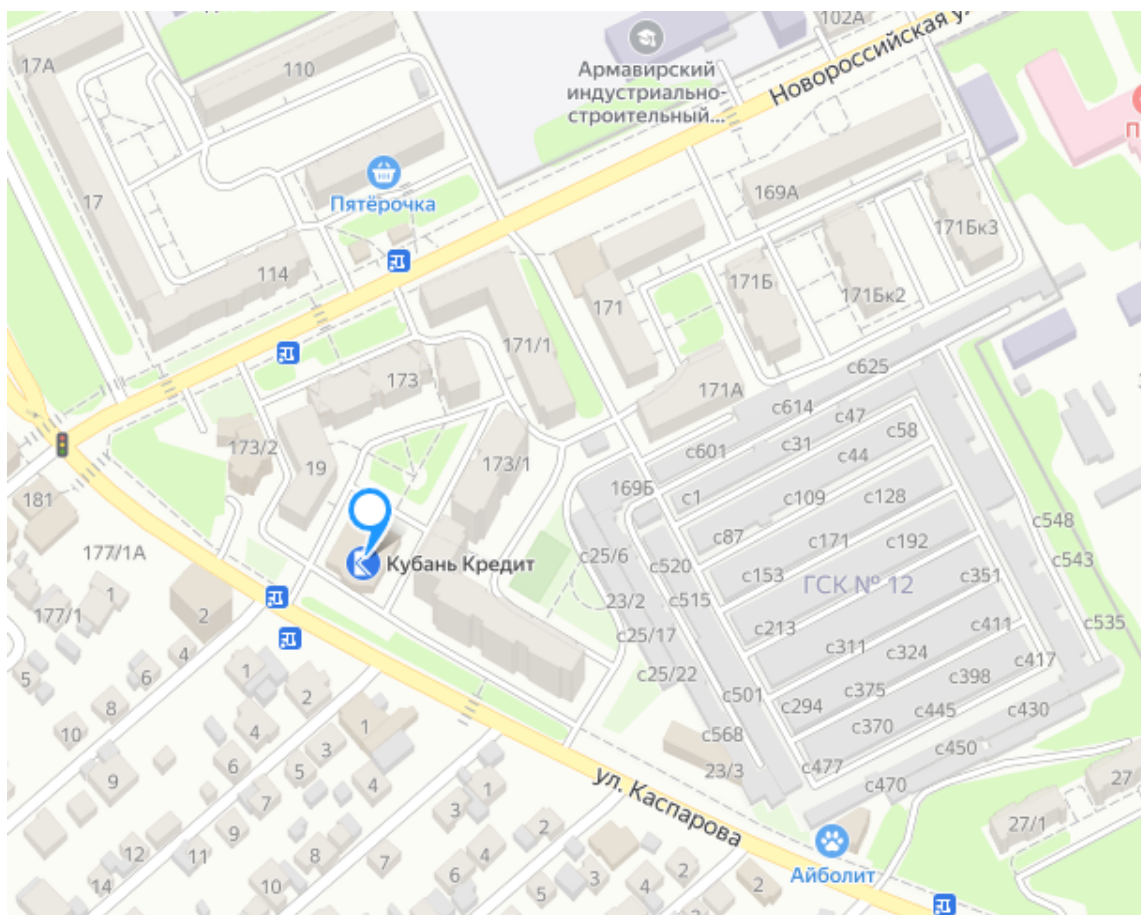 102А
Новороссийская ул
17А
110
Армавирский
индустриально-
строительный...
П
17
Пятёрочка
169А
171Бк3
114
171Б
171Бк2
171
171/1
173
171А
с625
с614
с47
с58
с31
с601
с44
173/2
19
173/1
169Б
с1
с109
с128
181
с87
с171
с192
с548
с543
177/1А
Кубань Кредит
с25/6
с520
с153
ГСК № 12
с351
177/1
1
2
23/2
с515
с213
с411
с535
с25/17
с311
с324
с417
5
6
4
1
2
с25/22
с501
с375
с398
8
10
4
1
с294
с445
с430
3
6
5
с568
с370
с450
9
7
4
23/3
с477
с470
27
ул. Каспарова
1
3
9
8
7
2
4
27/1
12
11
6
Айболит
14
10
5
3
2
2